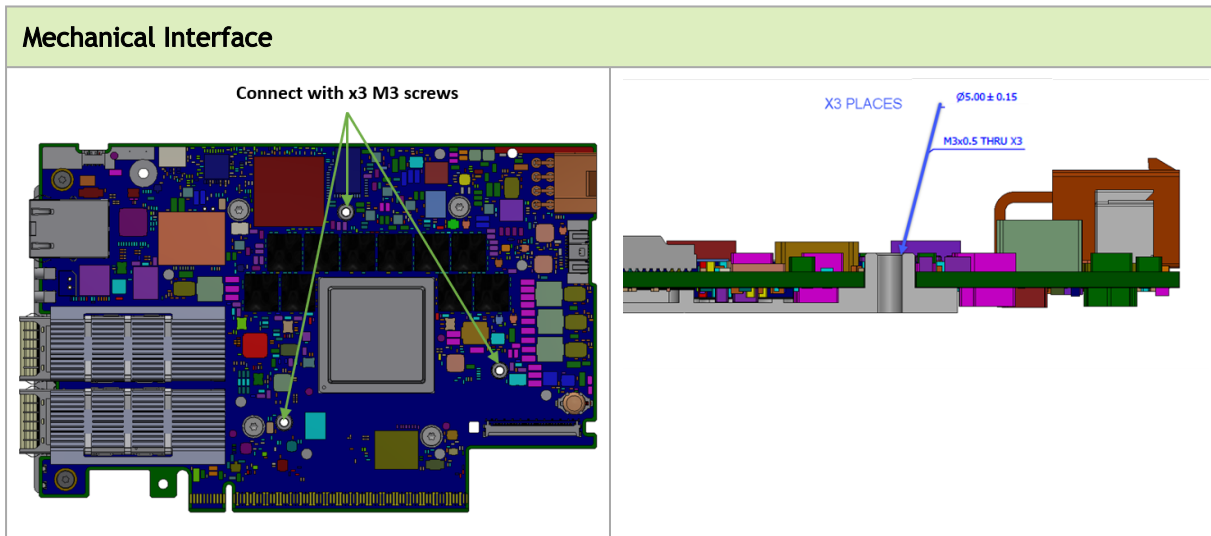 Mechanical Interface
Connect with x3 M3 screws
X3 PLACES
Ø5.00 ± 0.15
M3x0.5 THRU X3